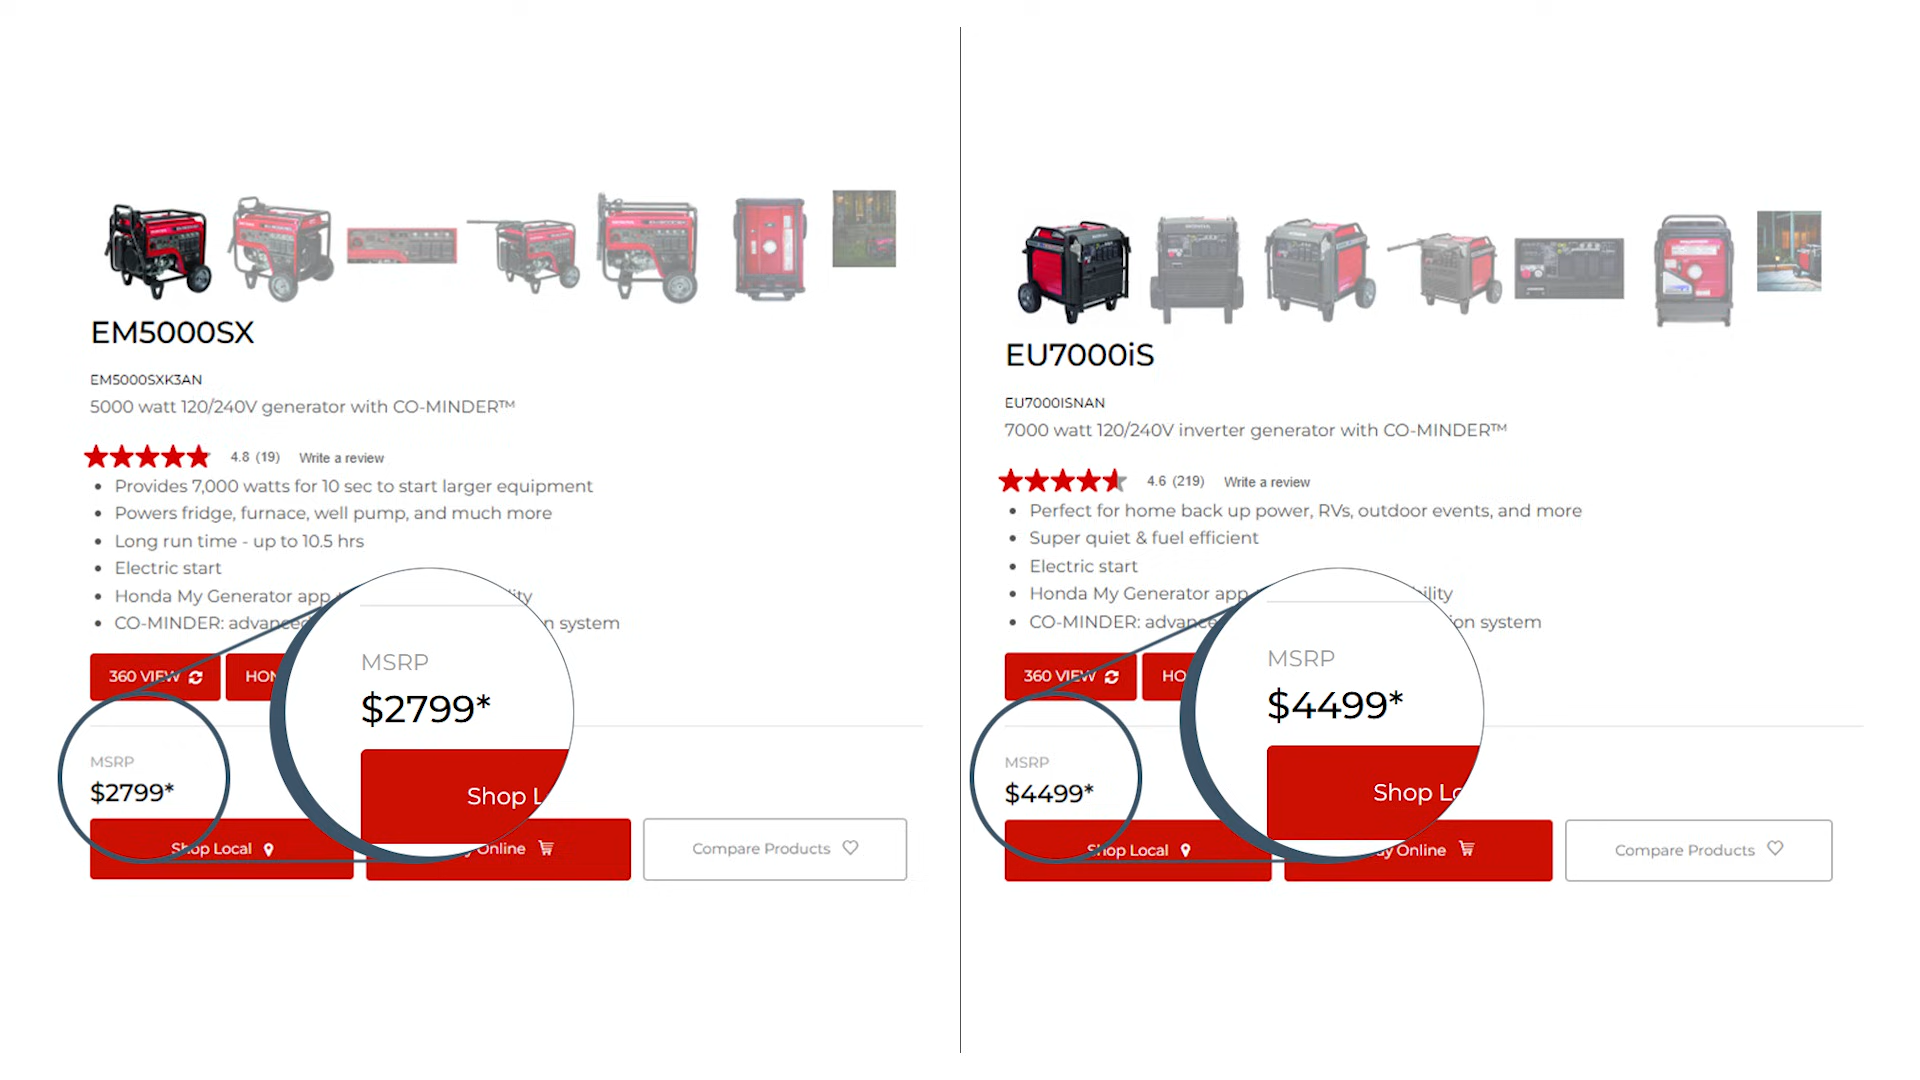 EM5000SX
EM5000SXK3AN
5000 watt 120/240V generator with CO-MINDER™
4.8 (19) Write a review
Provides 7,000 watts for 10 sec to start larger equipment
Powers fridge, furnace, well pump, and much more
Long run time - up to 10.5 hrs
Electric start
Honda My Generator app
CO-MINDER: advanced n system
360 VIEW
MSRP
$2799*
MSRP
$2799*
Shop L
Shop Local
Online
Compare Products
EU7000iS
EU7000ISNAN
7000 watt 120/240V inverter generator with CO-MINDER™
4.6 (219) Write a review
Perfect for home back up power, RVs, outdoor events, and more
Super quiet & fuel efficient
Electric start
Honda My Generator app bility
CO-MINDER: advance ion system
360 VIEW HO
MSRP
$4499*
MSRP
$4499*
Shop Lo
Shop Local
Online
Compare Products